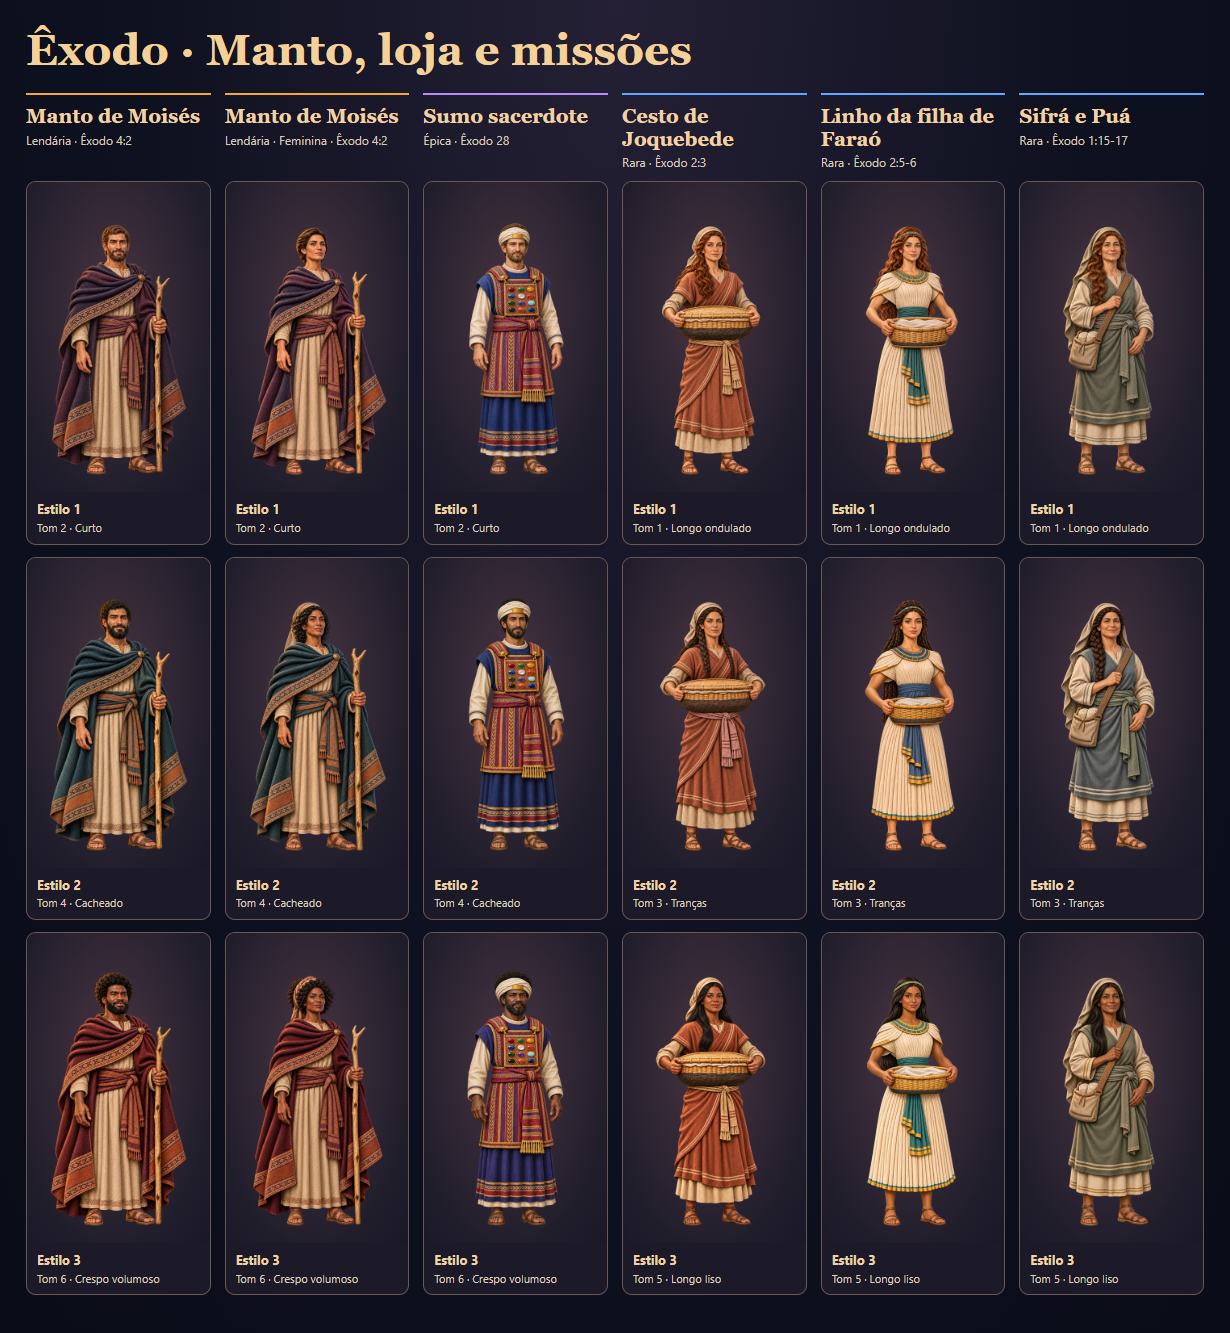 Êxodo · Manto, loja e missões
Manto de Moisés
Lendária · Êxodo 4:2
Manto de Moisés
Lendária · Feminina · Êxodo 4:2
Sumo sacerdote
Épica · Êxodo 28
Cesto de
Joquebede
Rara · Êxodo 2:3
Linho da filha de
Faraó
Rara · Êxodo 2:5-6
Sifrá e Puá
Rara · Êxodo 1:15-17
Estilo 1
Tom 2 · Curto
Estilo 1
Tom 2 · Curto
Estilo 1
Tom 2 · Curto
Estilo 1
Tom 1 · Longo ondulado
Estilo 1
Tom 1 · Longo ondulado
Estilo 1
Tom 1 · Longo ondulado
Estilo 2
Tom 4 · Cacheado
Estilo 2
Tom 4 · Cacheado
Estilo 2
Tom 4 · Cacheado
Estilo 2
Tom 3 · Tranças
Estilo 2
Tom 3 · Tranças
Estilo 2
Tom 3 · Tranças
Estilo 3
Tom 6 · Crespo volumoso
Estilo 3
Tom 6 · Crespo volumoso
Estilo 3
Tom 6 · Crespo volumoso
Estilo 3
Tom 5 · Longo liso
Estilo 3
Tom 5 · Longo liso
Estilo 3
Tom 5 · Longo liso